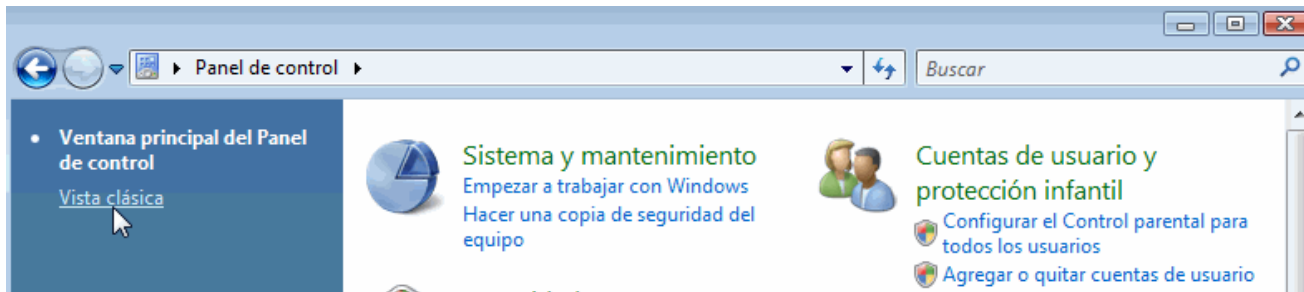 Panel de control
Buscar
Ventana principal del Panel
de control
Vista clásica
Sistema y mantenimiento
Empezar a trabajar con Windows
Hacer una copia de seguridad del
equipo
Cuentas de usuario y
protección infantil
Configurar el Control parental para
todos los usuarios
Agregar o quitar cuentas de usuario